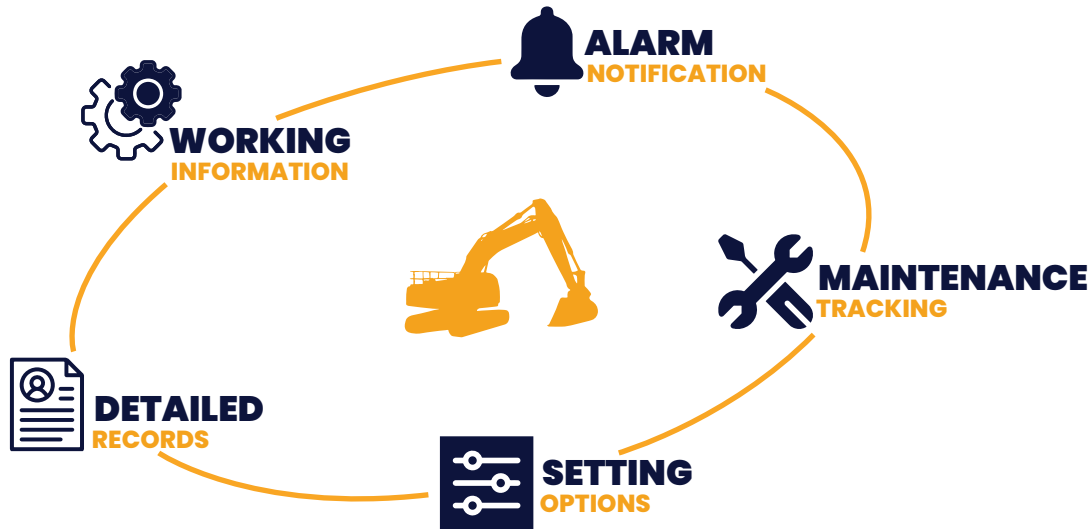 ALARM
NOTIFICATION
WORKING
INFORMATION
MAINTENANCE
TRACKING
DETAILED
RECORDS
SETTING
OPTIONS